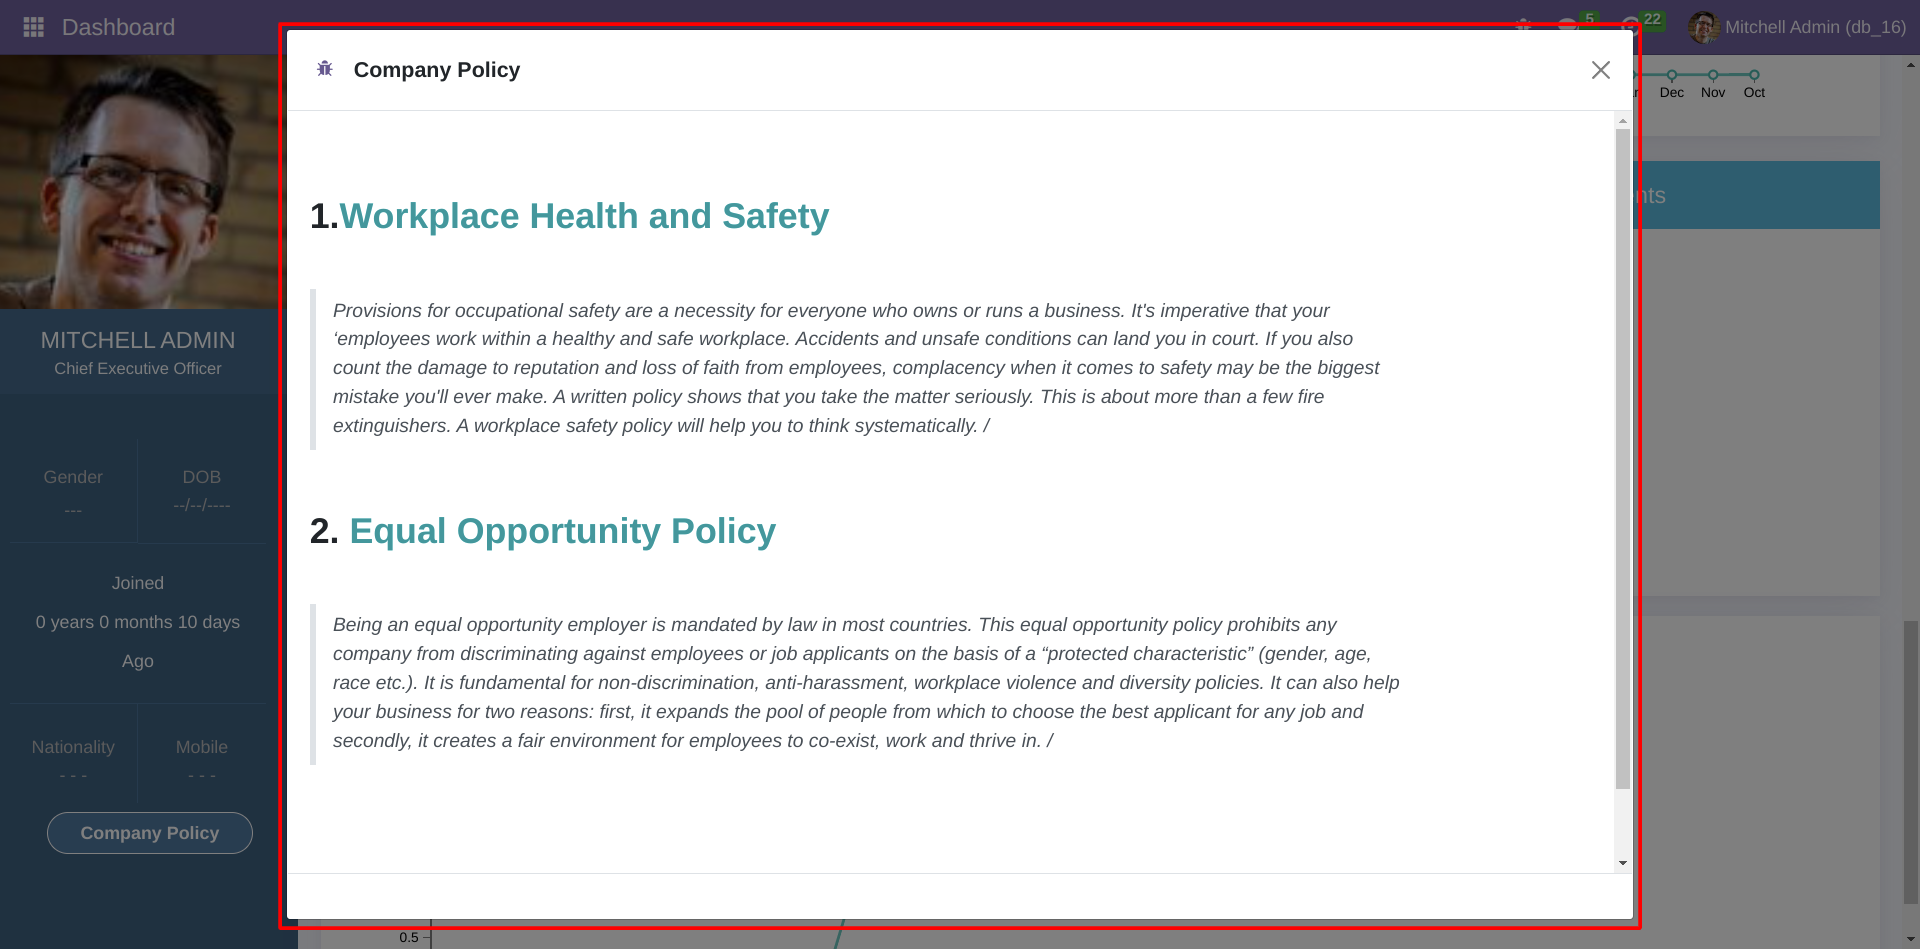 Dashboard
5
22
Mitchell Admin (db_16)
Company Policy
Dec Nov Oct
1.Workplace Health and Safety
Provisions for occupational safety are a necessity for everyone who owns or runs a business. It's imperative that your
‘employees work within a healthy and safe workplace. Accidents and unsafe conditions can land you in court. If you also
count the damage to reputation and loss of faith from employees, complacency when it comes to safety may be the biggest
mistake you'll ever make. A written policy shows that you take the matter seriously. This is about more than a few fire
extinguishers. A workplace safety policy will help you to think systematically. /
2. Equal Opportunity Policy
Being an equal opportunity employer is mandated by law in most countries. This equal opportunity policy prohibits any
company from discriminating against employees or job applicants on the basis of a “protected characteristic” (gender, age,
race etc.). It is fundamental for non-discrimination, anti-harassment, workplace violence and diversity policies. It can also help
your business for two reasons: first, it expands the pool of people from which to choose the best applicant for any job and
secondly, it creates a fair environment for employees to co-exist, work and thrive in. /
MITCHELL ADMIN
Chief Executive Officer
Gender DOB
--- --/--/----
Joined
0 years 0 months 10 days
Ago
Nationality Mobile
- - - - - -
Company Policy
0.5